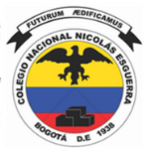 FUTURUM ÆDIFICAMUS
COLEGIO NACIONAL NICOLÁS ESGUERRA
BOGOTÁ D.E 1938